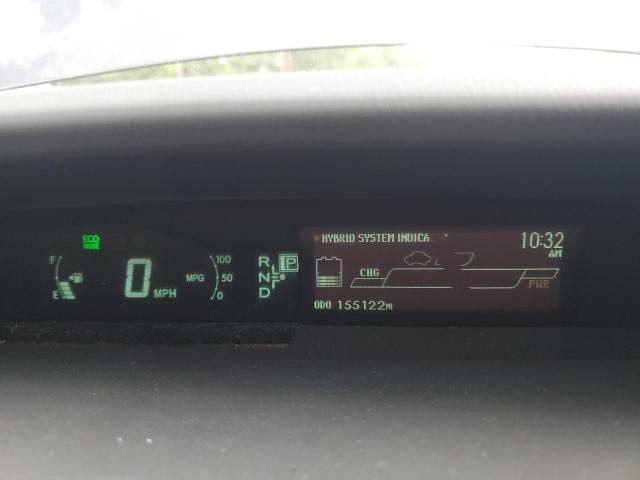 ECO
MODE
F
E
0 MPH
MPG
100
50
0
R
N
D
P
HYBRID SYSTEM INDICA
10:32
AM
CHG
PWR
ODO 155122MI